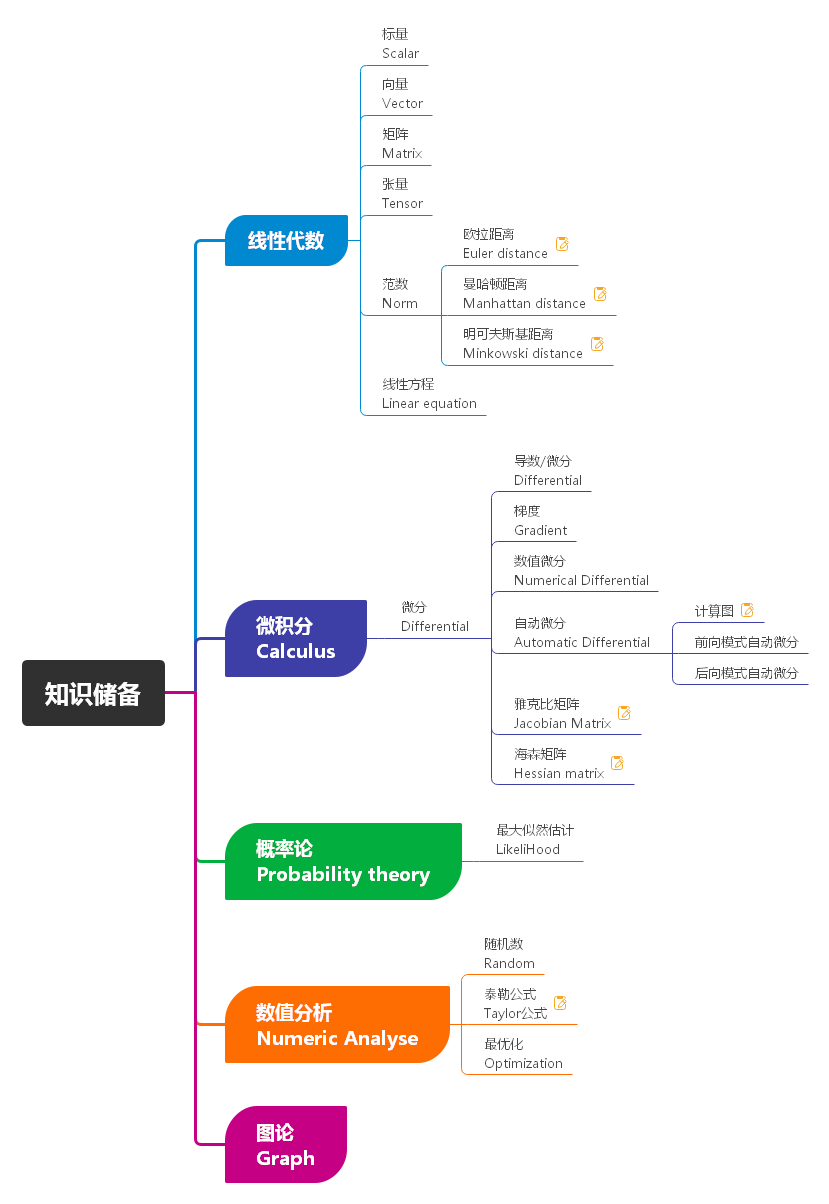 知识储备
线性代数
标量
Scalar
向量
Vector
矩阵
Matrix
张量
Tensor
范数
Norm
欧拉距离
Euler distance
曼哈顿距离
Manhattan distance
明可夫斯基距离
Minkowski distance
线性方程
Linear equation
微积分
Calculus
微分
Differential
导数/微分
Differential
梯度
Gradient
数值微分
Numerical Differential
自动微分
Automatic Differential
计算图
前向模式自动微分
后向模式自动微分
雅克比矩阵
Jacobian Matrix
海森矩阵
Hessian matrix
概率论
Probability theory
最大似然估计
LikeliHood
数值分析
Numeric Analyse
随机数
Random
泰勒公式
Taylor公式
最优化
Optimization
图论
Graph